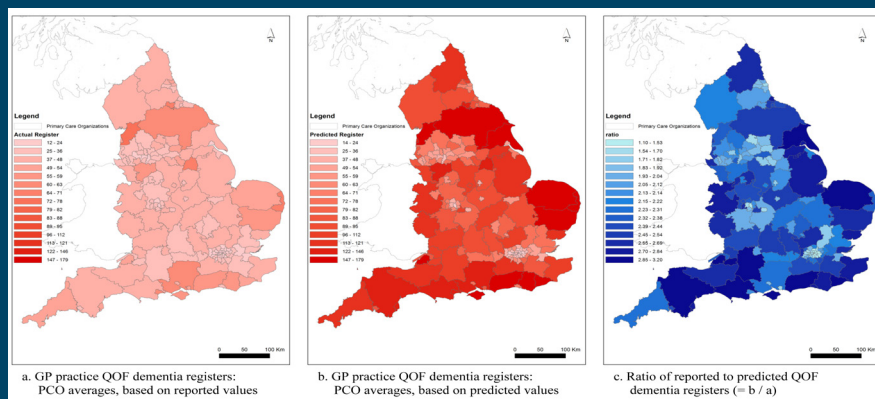 N
Legend
Primary Care Organizations
Actual Register
12 - 24
25 - 36
37 - 48
49 - 54
55 - 59
60 - 63
64 - 71
72 - 78
79 - 82
83 - 88
89 - 95
96 - 112
113 - 121
122 - 146
147 - 179
0
50
100 Km
a. GP practice QOF dementia registers:
PCO averages, based on reported values
N
Legend
Primary Care Organizations
Predicted Register
14 - 24
25 - 36
37 - 48
49 - 54
55 - 59
60 - 63
64 - 71
72 - 78
79 - 82
83 - 88
89 - 95
96 - 112
113 - 121
122 - 146
147 - 179
0
50
100 Km
b. GP practice QOF dementia registers:
PCO averages, based on predicted values
N
Legend
Primary Care Organizations
ratio
1.10 - 1.53
1.54 - 1.70
1.71 - 1.82
1.83 - 1.92
1.93 - 2.04
2.05 - 2.12
2.13 - 2.14
2.15 - 2.22
2.23 - 2.31
2.32 - 2.38
2.39 - 2.44
2.45 - 2.54
2.55 - 2.69
2.70 - 2.84
2.85 - 3.20
0
50
100 Km
c. Ratio of reported to predicted QOF
dementia registers (= b / a)